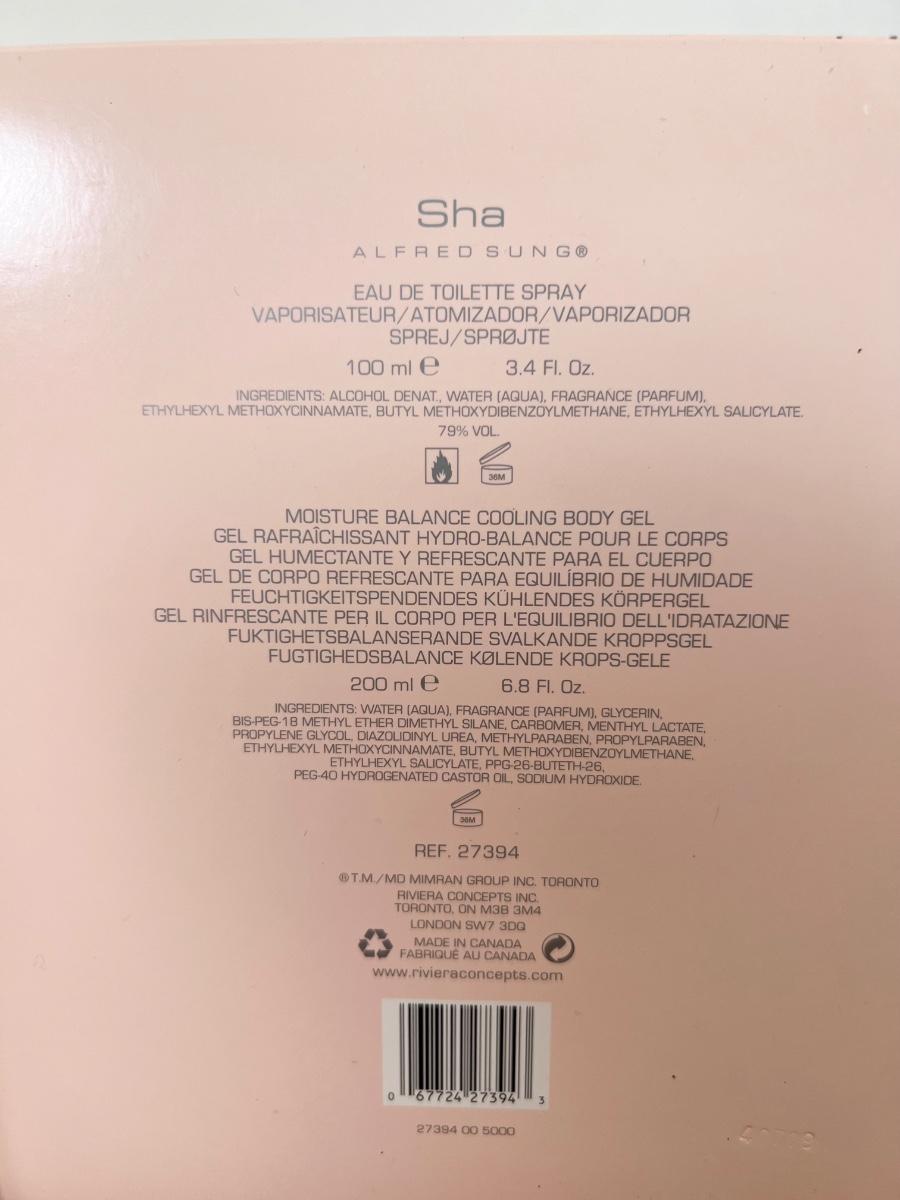 Sha
ALFRED SUNG®
EAU DE TOILETTE SPRAY
VAPORISATEUR/ATOMIZADOR/VAPORIZADOR
SPREJ/SPRØJTE
100 ml ℮ 3.4 Fl. Oz.
INGREDIENTS: ALCOHOL DENAT., WATER (AQUA), FRAGRANCE (PARFUM),
ETHYLHEXYL METHOXYCINNAMATE, BUTYL METHOXYDIBENZOYLMETHANE, ETHYLHEXYL SALICYLATE.
79% VOL.
36M
MOISTURE BALANCE COOLING BODY GEL
GEL RAFRAÎCHISSANT HYDRO-BALANCE POUR LE CORPS
GEL HUMECTANTE Y REFRESCANTE PARA EL CUERPO
GEL DE CORPO REFRESCANTE PARA EQUILÍBRIO DE HUMIDADE
FEUCHTIGKEITSPENDENDES KÜHLENDES KÖRPERGEL
GEL RINFRESCANTE PER IL CORPO PER L'EQUILIBRIO DELL'IDRATAZIONE
FUKTIGHETSBALANSERANDE SVALKANDE KROPPSGEL
FUGTIGHEDSBALANCE KØLENDE KROPS-GELE
200 ml ℮ 6.8 Fl. Oz.
INGREDIENTS: WATER (AQUA), FRAGRANCE (PARFUM), GLYCERIN,
BIS-PEG-18 METHYL ETHER DIMETHYL SILANE, CARBOMER, MENTHYL LACTATE,
PROPYLENE GLYCOL, DIAZOLIDINYL UREA, METHYLPARABEN, PROPYLPARABEN,
ETHYLHEXYL METHOXYCINNAMATE, BUTYL METHOXYDIBENZOYLMETHANE,
ETHYLHEXYL SALICYLATE, PPG-26-BUTETH-26,
PEG-40 HYDROGENATED CASTOR OIL, SODIUM HYDROXIDE.
36M
REF. 27394
® T.M./MD MIMRAN GROUP INC. TORONTO
RIVIERA CONCEPTS INC.
TORONTO, ON M3B 3M4
LONDON SW7 3DQ
MADE IN CANADA
FABRIQUÉ AU CANADA
www.rivieraconcepts.com
0 67724 27394 3
27394 00 5000